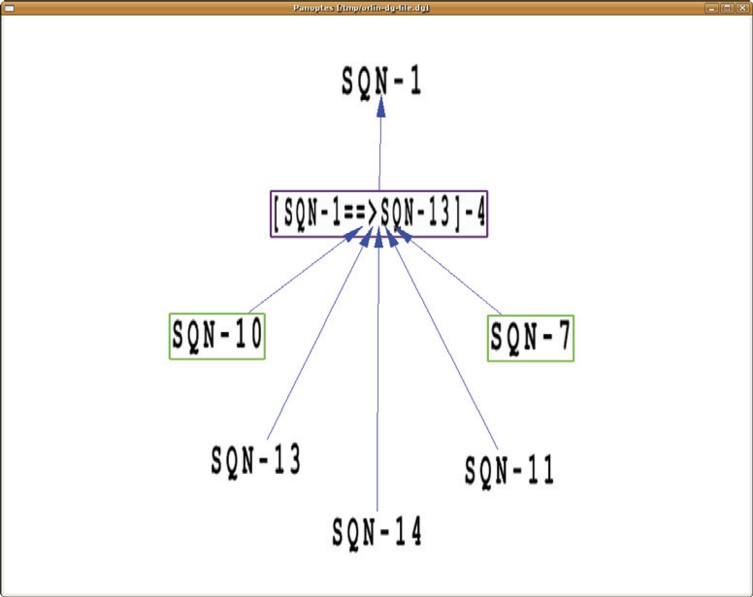 Panoptes [/tmp/orlin-dg-file.dg]
SQN-1
[SQN-1==>SQN-13]-4
SQN-10
SQN-7
SQN-13
SQN-11
SQN-14